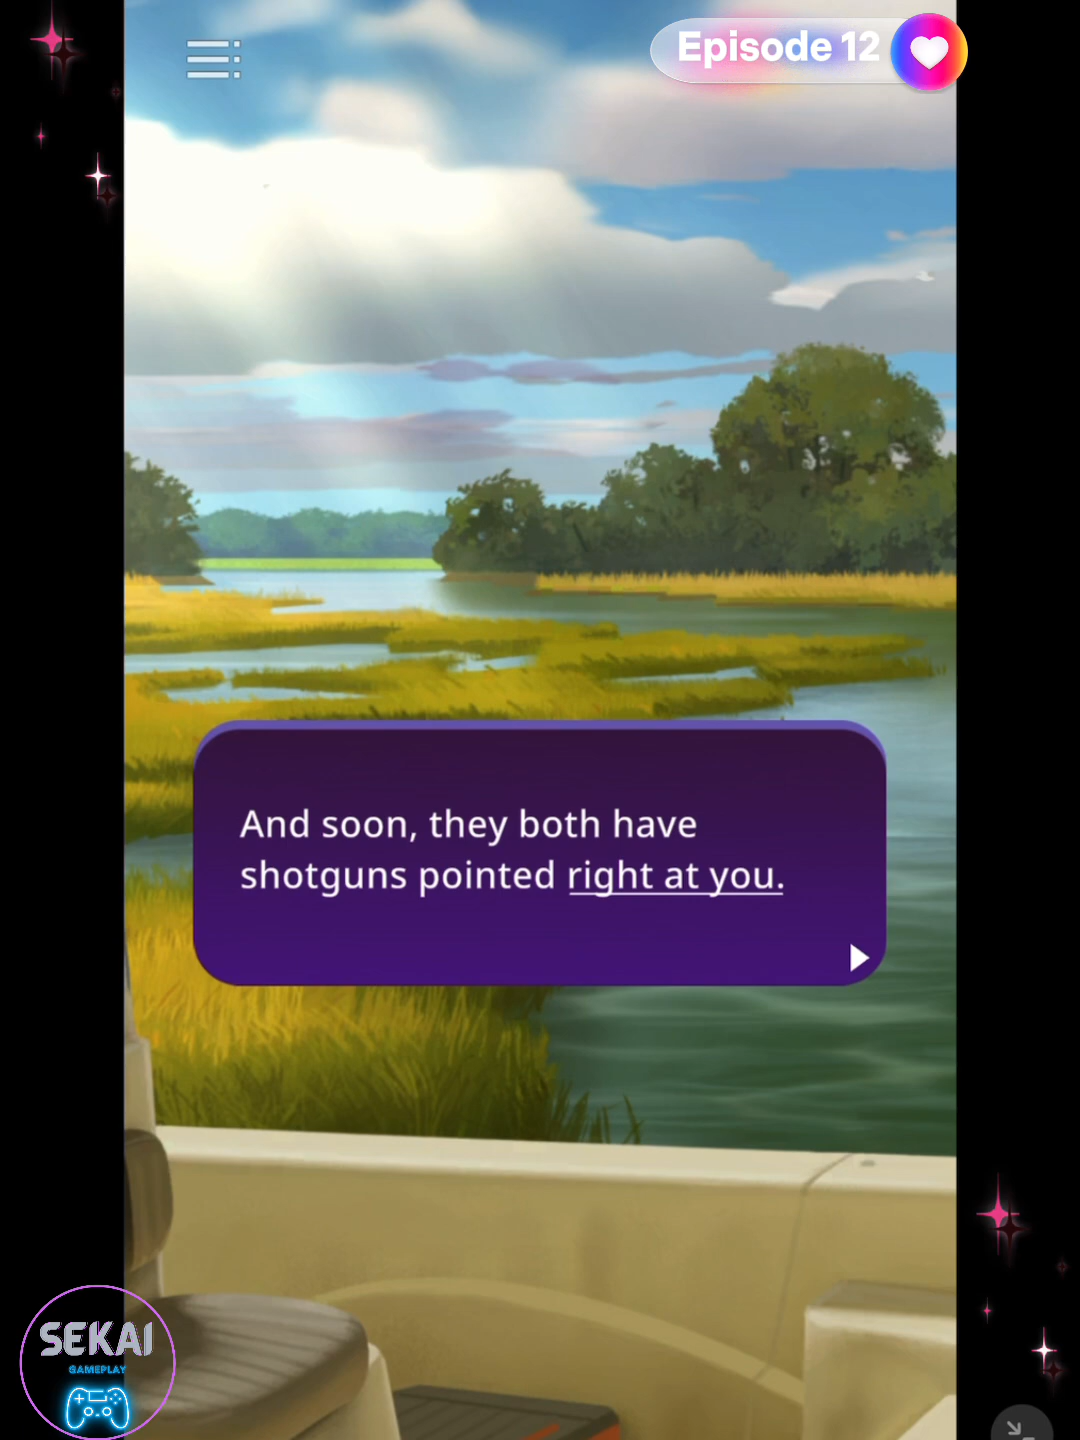 Episode 12
And soon, they both have
shotguns pointed right at you.
SEKAI
GAMEPLAY